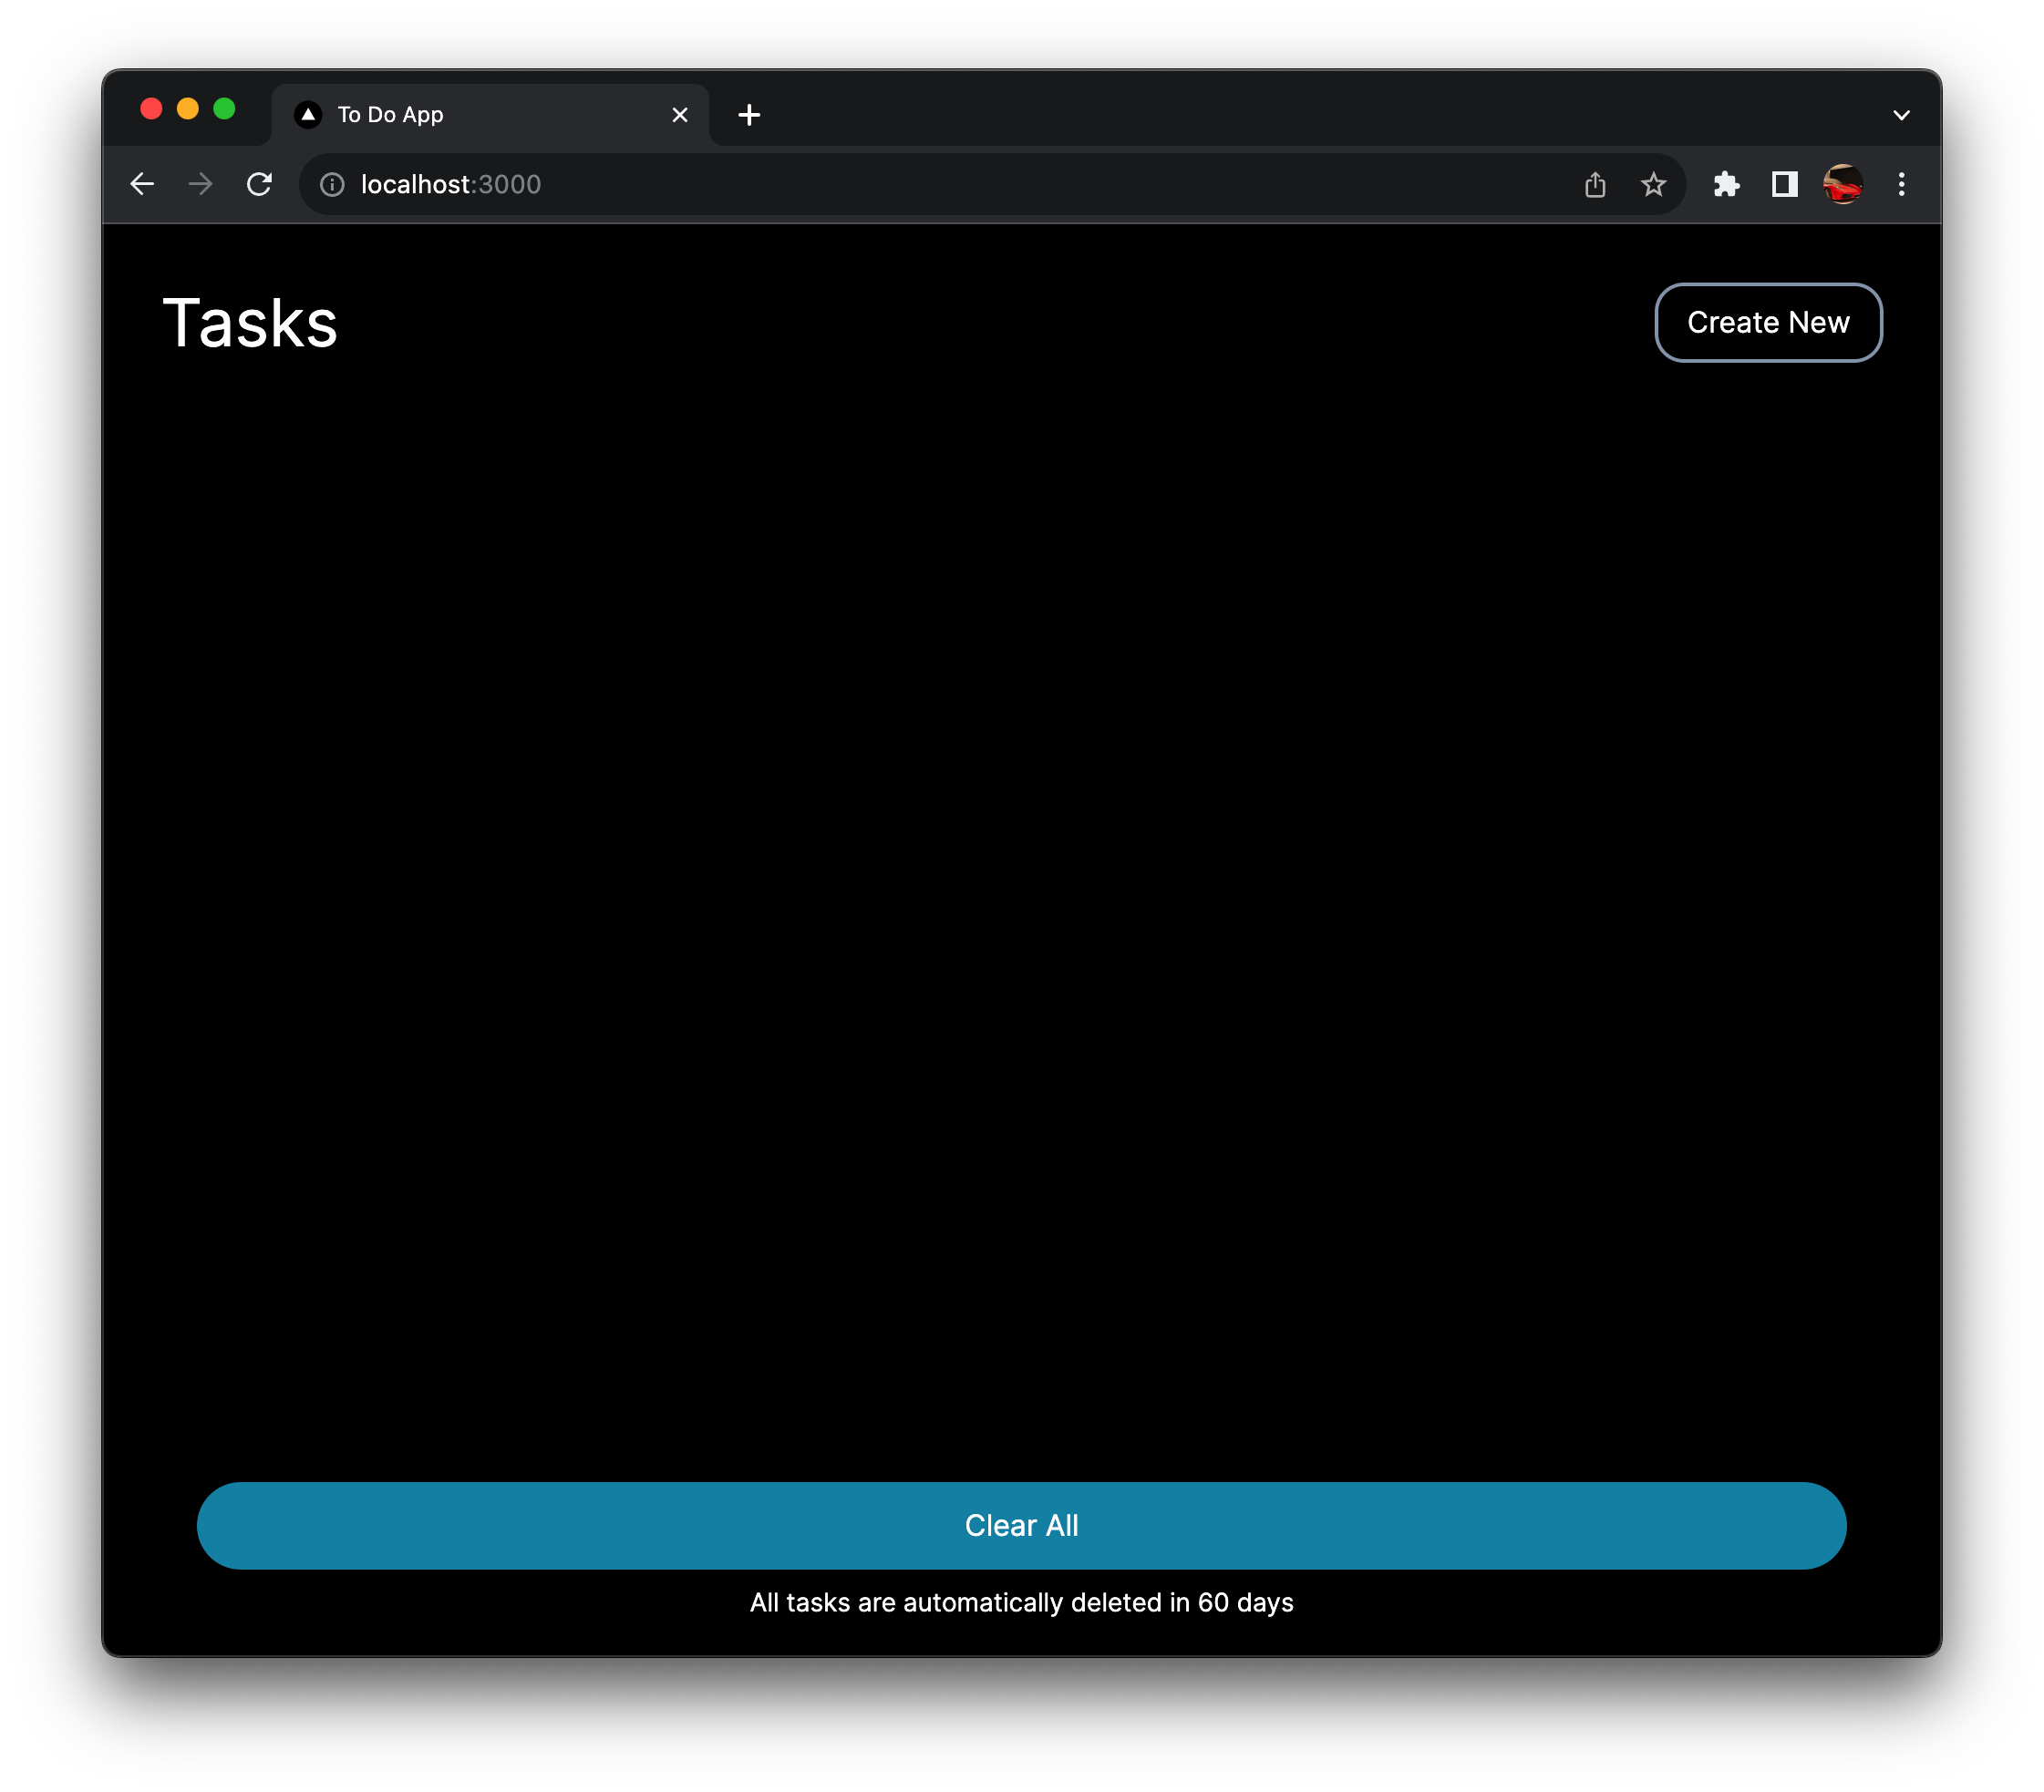 To Do App
localhost:3000
Tasks
Create New
Clear All
All tasks are automatically deleted in 60 days